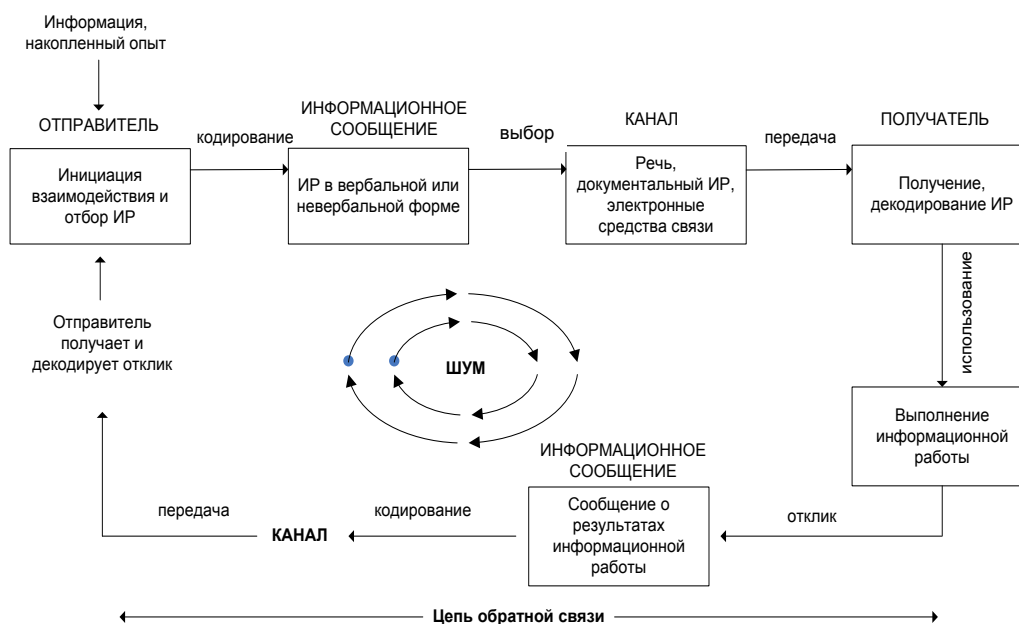 Информация,
накопленный опыт
ОТПРАВИТЕЛЬ
кодирование
ИНФОРМАЦИОННОЕ
СООБЩЕНИЕ
выбор
КАНАЛ
передача
ПОЛУЧАТЕЛЬ
Инициация
взаимодействия и
отбор ИР
ИР в вербальной или
невербальной форме
Речь,
документальный ИР,
электронные
средства связи
Получение,
декодирование ИР
использование
Отправитель
получает и
декодирует отклик
ШУМ
Выполнение
информационной
работы
ИНФОРМАЦИОННОЕ
СООБЩЕНИЕ
Сообщение о
результатах
информационной
работы
отклик
кодирование
КАНАЛ
передача
Цепь обратной связи